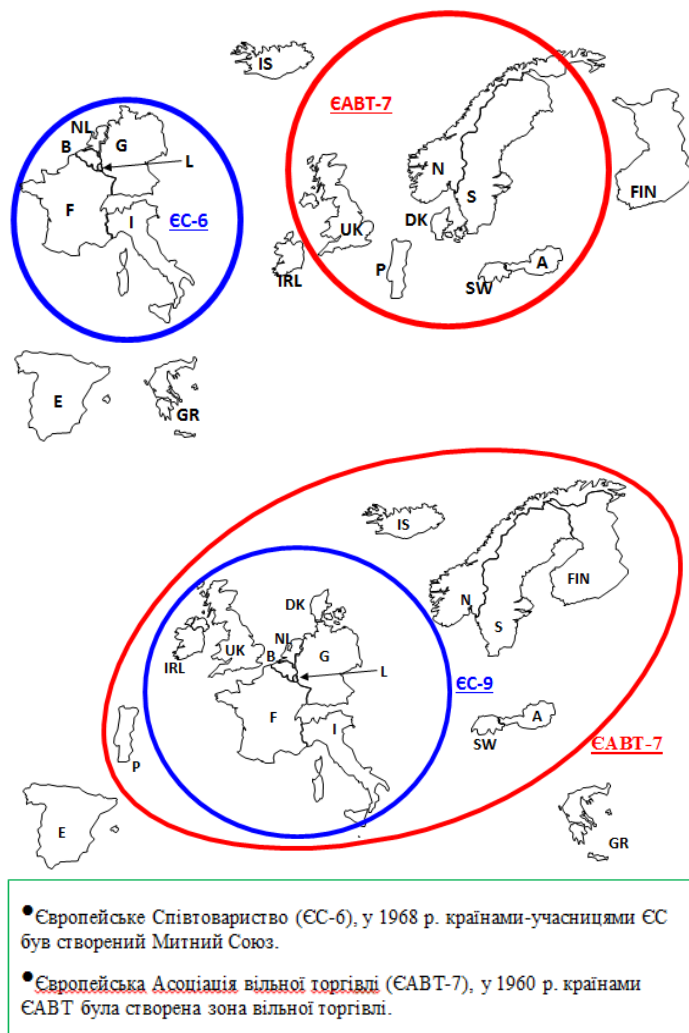 IS
ЄАВТ-7
NL
B
G
L
N
FIN
F
S
I
ЄС-6
DK
UK
P
A
IRL
SW
E
GR
IS
DK
FIN
N
NL
S
UK
B
G
IRL
L
ЄС-9
F
A
I
SW
P
ЄАВТ-7
E
GR
•Європейське Співтовариство (ЄС-6), у 1968 р. країнами-учасницями ЄС
був створений Митний Союз.
•Європейська Асоціація вільної торгівлі (ЄАВТ-7), у 1960 р. країнами
ЄАВТ була створена зона вільної торгівлі.